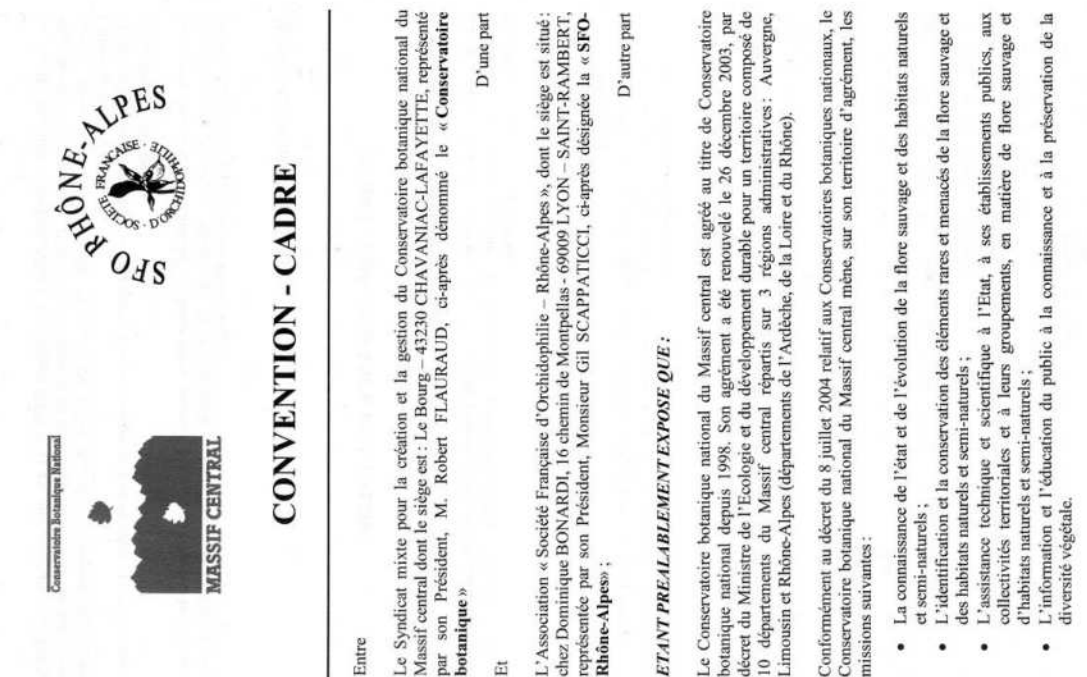 Conservatoire Botanique National
MASSIF CENTRAL
SFO RHÔNE-ALPES
SOCIETE FRANCAISE · D'ORCHIDOPHILIE ·
CONVENTION - CADRE
Entre
Le Syndicat mixte pour la création et la gestion du Conservatoire botanique national du
Massif central dont le siège est : Le Bourg – 43230 CHAVANIAC-LAFAYETTE, représenté
par son Président, M. Robert FLAURAUD, ci-après dénommé le « Conservatoire
botanique »
D'une part
Et
L'Association « Société Française d'Orchidophilie – Rhône-Alpes », dont le siège est situé :
chez Dominique BONARDI, 16 chemin de Montpellas - 69009 LYON – SAINT-RAMBERT,
représentée par son Président, Monsieur Gil SCAPPATICCI, ci-après désignée la « SFO-
Rhône-Alpes» ;
D'autre part
ETANT PREALABLEMENT EXPOSE QUE :
Le Conservatoire botanique national du Massif central est agréé au titre de Conservatoire
botanique national depuis 1998. Son agrément a été renouvelé le 26 décembre 2003, par
décret du Ministre de l'Ecologie et du développement durable pour un territoire composé de
10 départements du Massif central répartis sur 3 régions administratives : Auvergne,
Limousin et Rhône-Alpes (départements de l'Ardèche, de la Loire et du Rhône).
Conformément au décret du 8 juillet 2004 relatif aux Conservatoires botaniques nationaux, le
Conservatoire botanique national du Massif central mène, sur son territoire d'agrément, les
missions suivantes :
• La connaissance de l'état et de l'évolution de la flore sauvage et des habitats naturels
et semi-naturels ;
• L'identification et la conservation des éléments rares et menacés de la flore sauvage et
des habitats naturels et semi-naturels ;
• L'assistance technique et scientifique à l'Etat, à ses établissements publics, aux
collectivités territoriales et à leurs groupements, en matière de flore sauvage et
d'habitats naturels et semi-naturels ;
• L'information et l'éducation du public à la connaissance et à la préservation de la
diversité végétale.